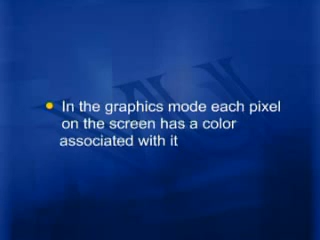 In the graphics mode each pixel
on the screen has a color
associated with it